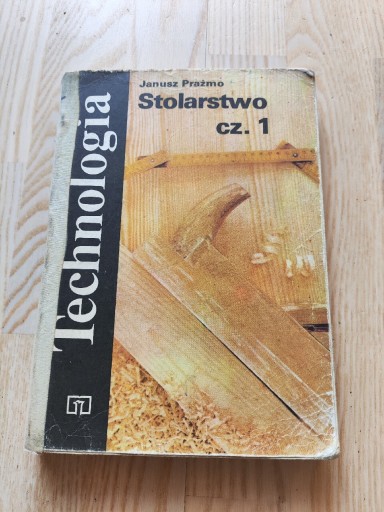 Janusz Prażmo
Stolarstwo
cz. 1
Technologia